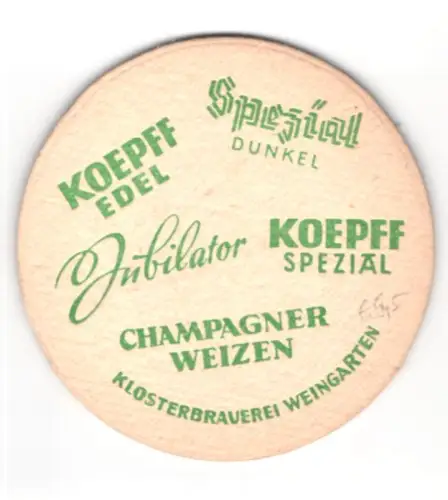 Spezial
DUNKEL
KOEPFF
EDEL
Jubilator
KOEPFF
SPEZIAL
CHAMPAGNER
WEIZEN
KLOSTERBRAUEREI WEINGARTEN